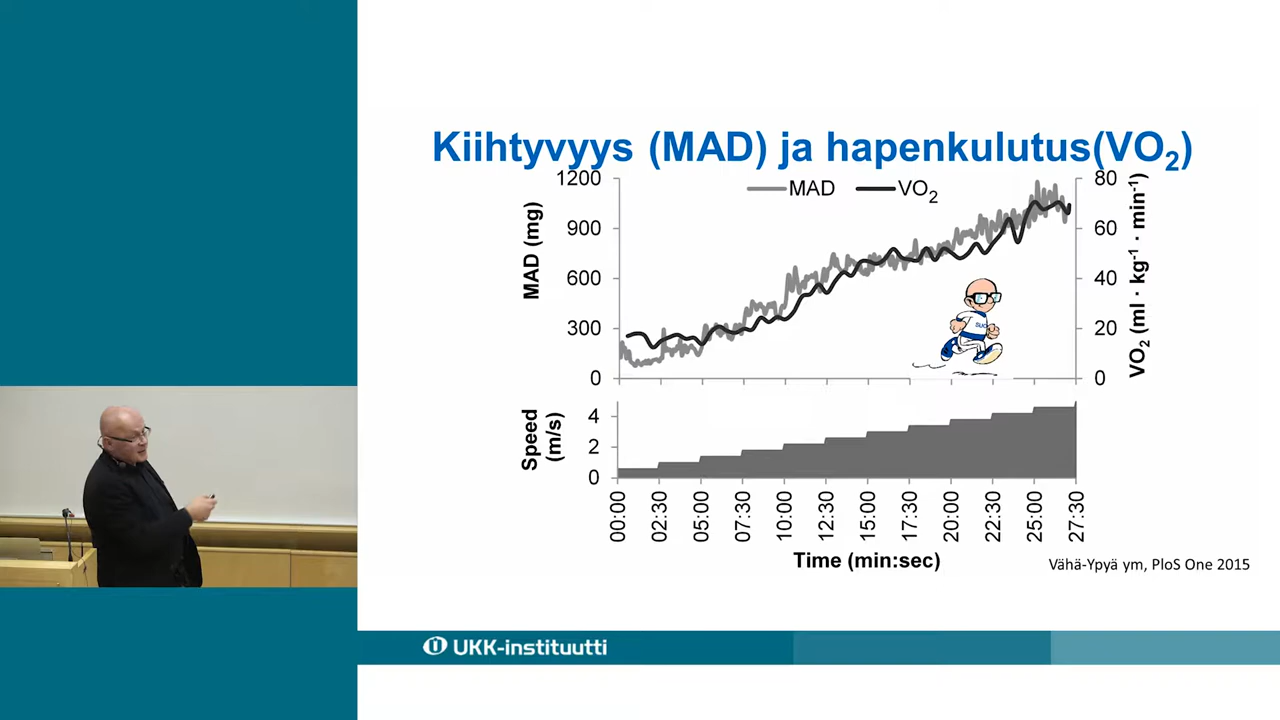 Kiihtyvyys (MAD) ja hapenkulutus(VO₂)
MAD VO₂
MAD (mg)
1200
900
600
300
0
80
60
40
20
0
VO₂ (ml · kg⁻¹ · min⁻¹)
SUO
Speed
(m/s)
4
2
0
00:00 02:30 05:00 07:30 10:00 12:30 15:00 17:30 20:00 22:30 25:00 27:30
Time (min:sec)
Vähä-Ypyä ym, PloS One 2015
UKK-instituutti